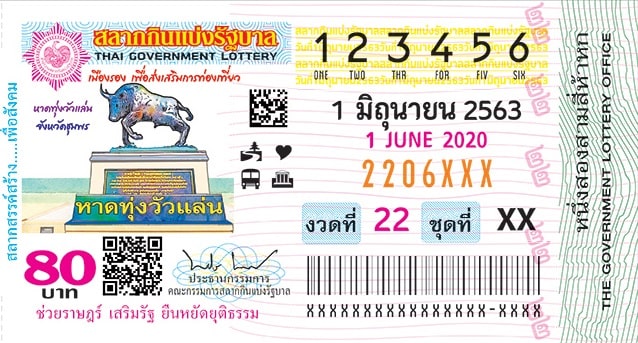 สลากกินแบ่งรัฐบาล
THAI GOVERNMENT LOTTERY
เมืองรอง เพื่อส่งเสริมการท่องเที่ยว
หาดทุ่งวัวแล่น
จังหวัดชุมพร
หาดทุ่งวัวแล่น
สลากสรรค์สร้าง.....เพื่อสังคม
80
บาท
ประธานกรรมการ
คณะกรรมการสลากกินแบ่งรัฐบาล
ช่วยราษฎร์ เสริมรัฐ ยืนหยัดยุติธรรม
1 2 3 4 5 6
ONE TWO THR FOR FIV SIX
1 มิถุนายน 2563
1 JUNE 2020
2206XXX
งวดที่ 22 ชุดที่ XX
XXXXXXXXXXXXXXXX-XXXX
หนึ่งสองสามสี่ห้าหก
THE GOVERNMENT LOTTERY OFFICE